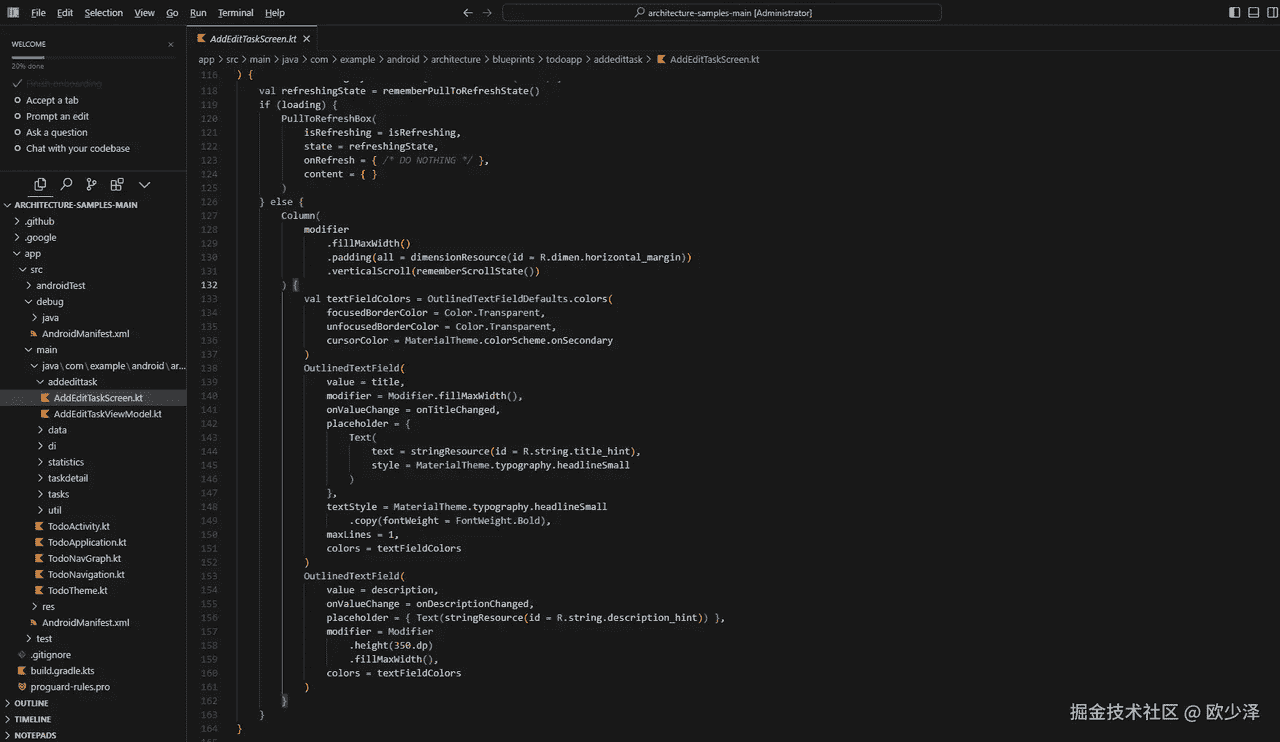 File Edit Selection View Go Run Terminal Help
architecture-samples-main [Administrator]
WELCOME
20% done
Finish onboarding
Accept a tab
Prompt an edit
Ask a question
Chat with your codebase
ARCHITECTURE-SAMPLES-MAIN
.github
.google
app
src
androidTest
debug
java
AndroidManifest.xml
main
java\com\example\android\ar...
addedittask
AddEditTaskScreen.kt
AddEditTaskViewModel.kt
data
di
statistics
taskdetail
tasks
util
TodoActivity.kt
TodoApplication.kt
TodoNavGraph.kt
TodoNavigation.kt
TodoTheme.kt
res
AndroidManifest.xml
test
.gitignore
build.gradle.kts
proguard-rules.pro
OUTLINE
TIMELINE
NOTEPADS
AddEditTaskScreen.kt
app > src > main > java > com > example > android > architecture > blueprints > todoapp > addedittask > AddEditTaskScreen.kt
116 ) {
118 val refreshingState = rememberPullToRefreshState()
119 if (loading) {
120 PullToRefreshBox(
121 isRefreshing = isRefreshing,
122 state = refreshingState,
123 onRefresh = { /* DO NOTHING */ },
124 content = { }
125 )
126 } else {
127 Column(
128 modifier
129 .fillMaxWidth()
130 .padding(all = dimensionResource(id = R.dimen.horizontal_margin))
131 .verticalScroll(rememberScrollState())
132 ) {
133 val textFieldColors = OutlinedTextFieldDefaults.colors(
134 focusedBorderColor = Color.Transparent,
135 unfocusedBorderColor = Color.Transparent,
136 cursorColor = MaterialTheme.colorScheme.onSecondary
137 )
138 OutlinedTextField(
139 value = title,
140 modifier = Modifier.fillMaxWidth(),
141 onValueChange = onTitleChanged,
142 placeholder = {
143 Text(
144 text = stringResource(id = R.string.title_hint),
145 style = MaterialTheme.typography.headlineSmall
146 )
147 },
148 textStyle = MaterialTheme.typography.headlineSmall
149 .copy(fontWeight = FontWeight.Bold),
150 maxLines = 1,
151 colors = textFieldColors
152 )
153 OutlinedTextField(
154 value = description,
155 onValueChange = onDescriptionChanged,
156 placeholder = { Text(stringResource(id = R.string.description_hint)) },
157 modifier = Modifier
158 .height(350.dp)
159 .fillMaxWidth(),
160 colors = textFieldColors
161 )
162 }
163 }
164 }
掘金技术社区 @ 欧少泽